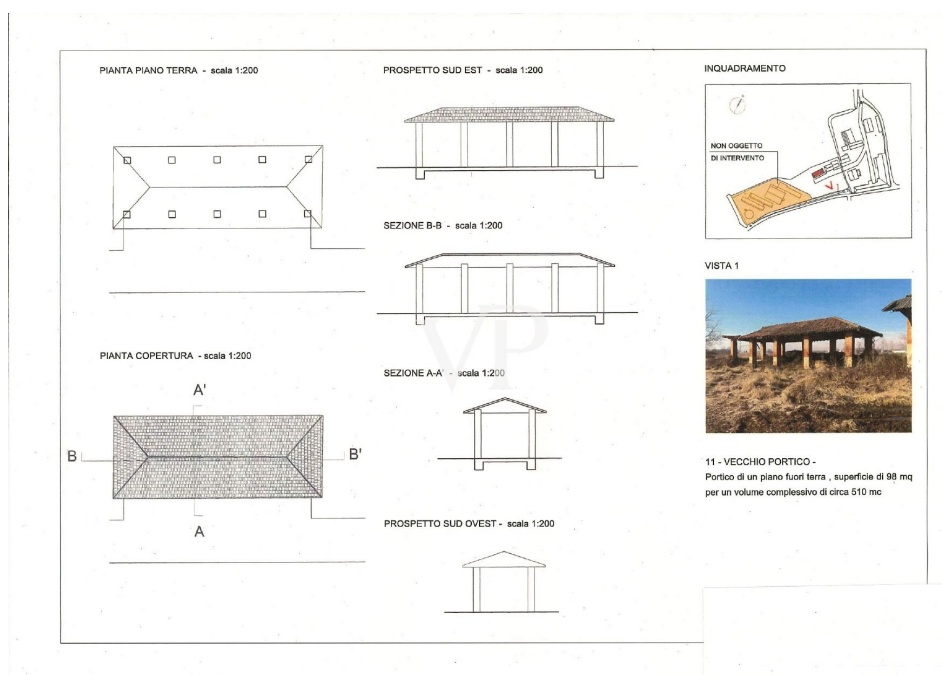 PIANTA PIANO TERRA - scala 1:200
PIANTA COPERTURA - scala 1:200
A'
B
B'
A
PROSPETTO SUD EST - scala 1:200
SEZIONE B-B - scala 1:200
SEZIONE A-A' - scala 1:200
PROSPETTO SUD OVEST - scala 1:200
VP
INQUADRAMENTO
NON OGGETTO
DI INTERVENTO
1
VISTA 1
11 - VECCHIO PORTICO -
Portico di un piano fuori terra , superficie di 98 mq
per un volume complessivo di circa 510 mc